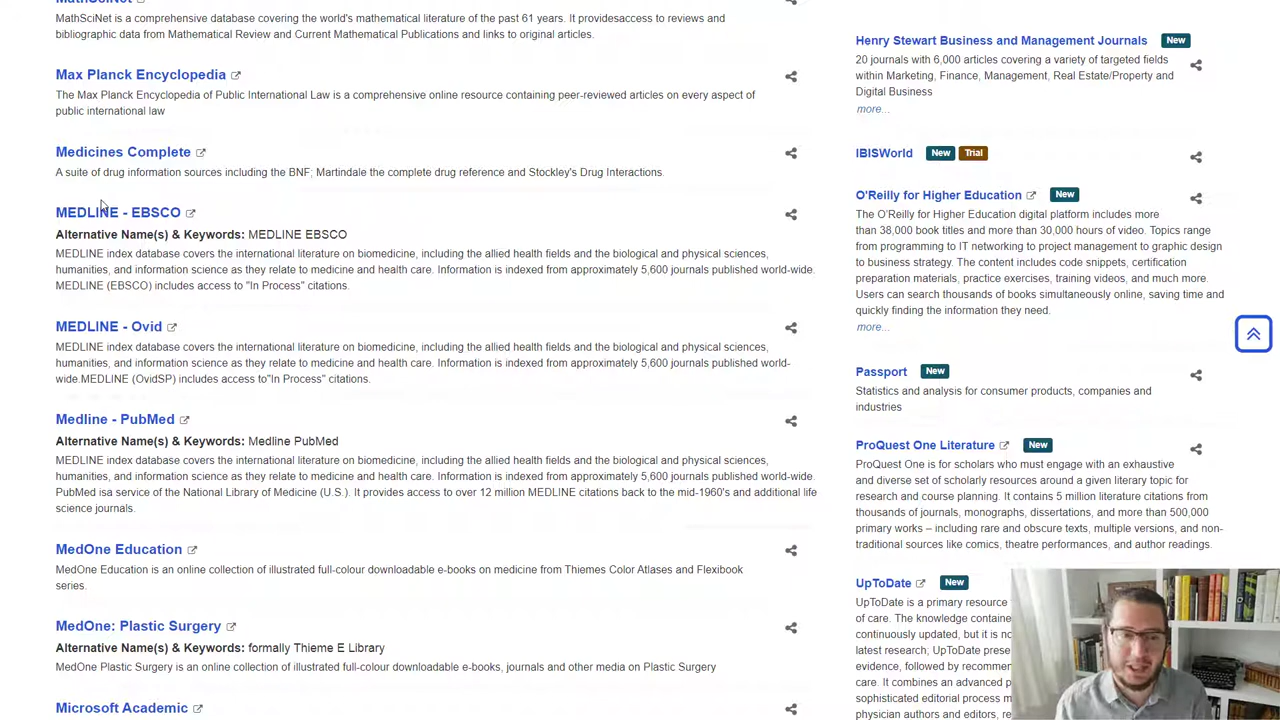 MathSciNet
MathSciNet is a comprehensive database covering the world's mathematical literature of the past 61 years. It providesaccess to reviews and
bibliographic data from Mathematical Review and Current Mathematical Publications and links to original articles.
Max Planck Encyclopedia
The Max Planck Encyclopedia of Public International Law is a comprehensive online resource containing peer-reviewed articles on every aspect of
public international law
Medicines Complete
A suite of drug information sources including the BNF; Martindale the complete drug reference and Stockley's Drug Interactions.
MEDLINE - EBSCO
Alternative Name(s) & Keywords: MEDLINE EBSCO
MEDLINE index database covers the international literature on biomedicine, including the allied health fields and the biological and physical sciences,
humanities, and information science as they relate to medicine and health care. Information is indexed from approximately 5,600 journals published world-wide.
MEDLINE (EBSCO) includes access to "In Process" citations.
MEDLINE - Ovid
MEDLINE index database covers the international literature on biomedicine, including the allied health fields and the biological and physical sciences,
humanities, and information science as they relate to medicine and health care. Information is indexed from approximately 5,600 journals published world-
wide.MEDLINE (OvidSP) includes access to"In Process" citations.
Medline - PubMed
Alternative Name(s) & Keywords: Medline PubMed
MEDLINE index database covers the international literature on biomedicine, including the allied health fields and the biological and physical sciences,
humanities, and information science as they relate to medicine and health care. Information is indexed from approximately 5,600 journals published world-wide.
PubMed isa service of the National Library of Medicine (U.S.). It provides access to over 12 million MEDLINE citations back to the mid-1960's and additional life
science journals.
MedOne Education
MedOne Education is an online collection of illustrated full-colour downloadable e-books on medicine from Thiemes Color Atlases and Flexibook
series.
MedOne: Plastic Surgery
Alternative Name(s) & Keywords: formally Thieme E Library
MedOne Plastic Surgery is an online collection of illustrated full-colour downloadable e-books, journals and other media on Plastic Surgery
Microsoft Academic
Henry Stewart Business and Management Journals New
20 journals with 6,000 articles covering a variety of targeted fields
within Marketing, Finance, Management, Real Estate/Property and
Digital Business
more...
IBISWorld New Trial
O'Reilly for Higher Education New
The O'Reilly for Higher Education digital platform includes more
than 38,000 book titles and more than 30,000 hours of video. Topics range
from programming to IT networking to project management to graphic design
to business strategy. The content includes code snippets, certification
preparation materials, practice exercises, training videos, and much more.
Users can search thousands of books simultaneously online, saving time and
quickly finding the information they need.
more...
Passport New
Statistics and analysis for consumer products, companies and
industries
ProQuest One Literature New
ProQuest One is for scholars who must engage with an exhaustive
and diverse set of scholarly resources around a given literary topic for
research and course planning. It contains 5 million literature citations from
thousands of journals, monographs, dissertations, and more than 500,000
primary works – including rare and obscure texts, multiple versions, and non-
traditional sources like comics, theatre performances, and author readings.
UpToDate New
UpToDate is a primary resource
of care. The knowledge containe
continuously updated, but it is no
latest research; UpToDate prese
evidence, followed by recommen
care. It combines an advanced p
sophisticated editorial process m
physician authors and editors, re